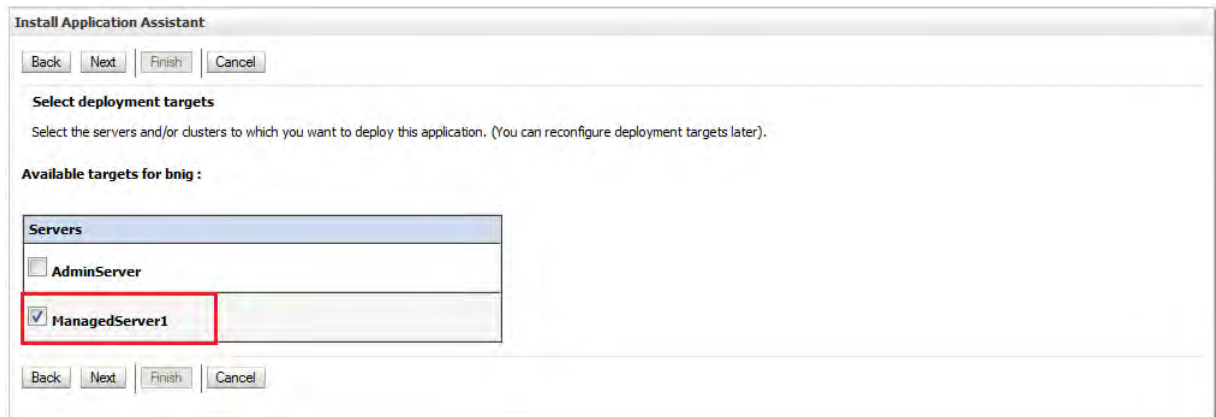 Install Application Assistant
Back Next Finish Cancel
Select deployment targets
Select the servers and/or clusters to which you want to deploy this application. (You can reconfigure deployment targets later).
Available targets for bnig :
Servers
AdminServer
ManagedServer1
Back Next Finish Cancel